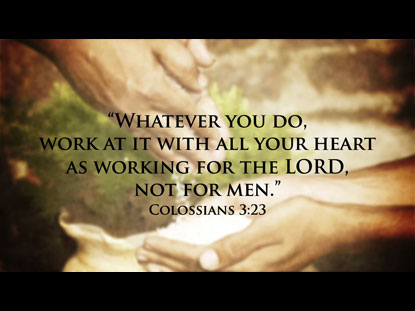 “Whatever you do,
work at it with all your heart
as working for the LORD,
not for men.”
Colossians 3:23